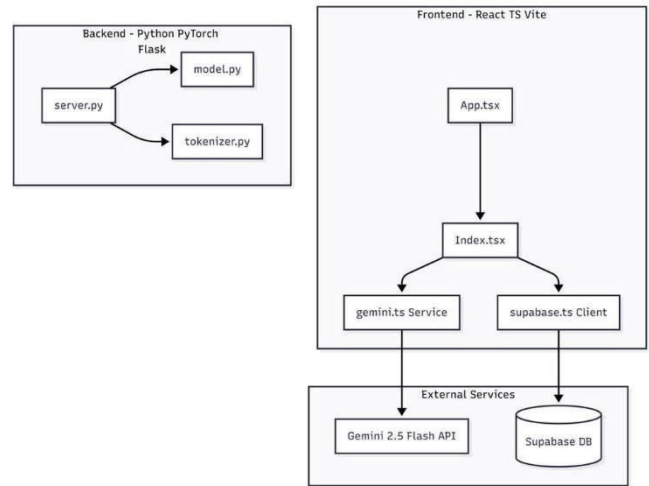 Backend - Python PyTorch
Flask
model.py
server.py
tokenizer.py
Frontend - React TS Vite
App.tsx
Index.tsx
gemini.ts Service
supabase.ts Client
External Services
Gemini 2.5 Flash API
Supabase DB